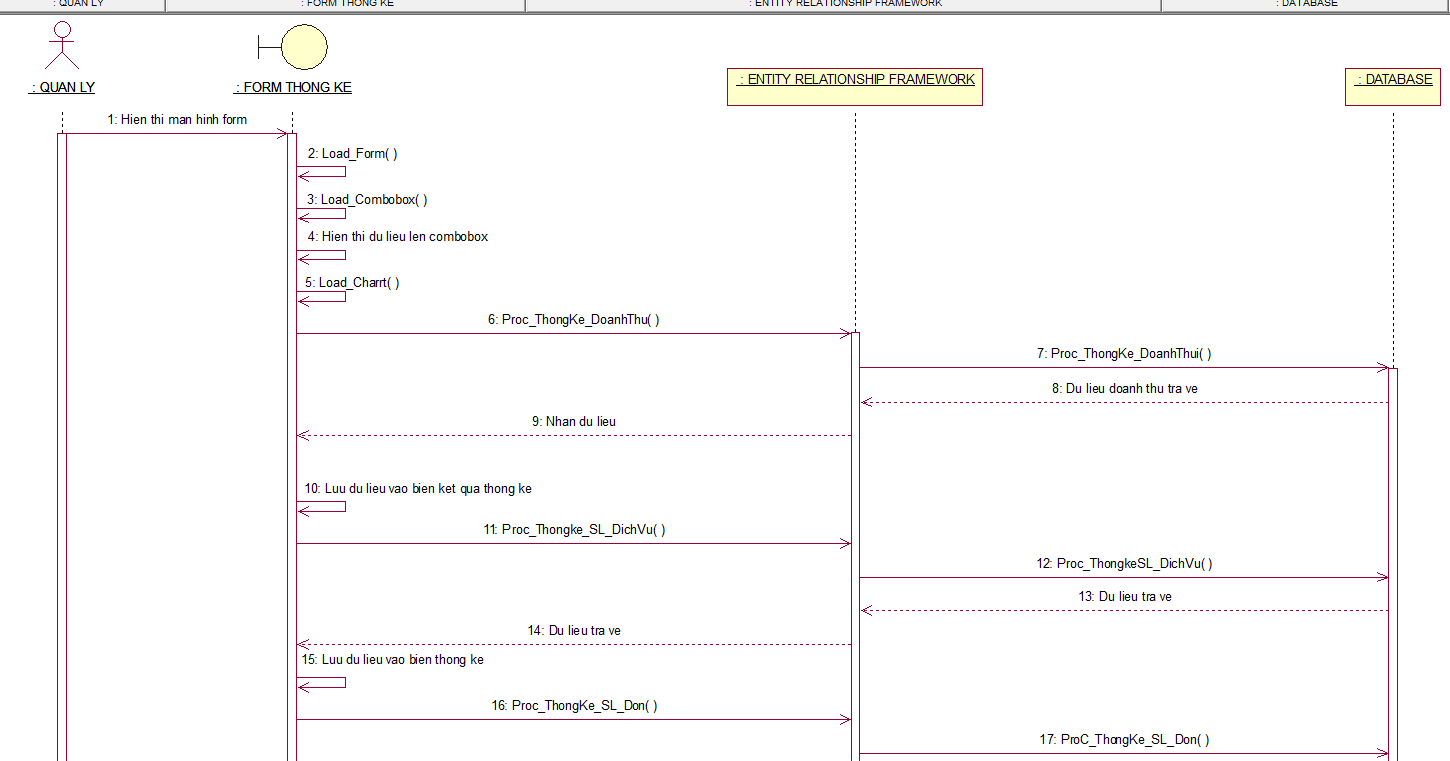 : QUAN LY
: FORM THONG KE
: ENTITY RELATIONSHIP FRAMEWORK
: DATABASE
: QUAN LY
: FORM THONG KE
: ENTITY RELATIONSHIP FRAMEWORK
: DATABASE
1: Hien thi man hinh form
2: Load_Form( )
3: Load_Combobox( )
4: Hien thi du lieu len combobox
5: Load_Charrt( )
6: Proc_ThongKe_DoanhThu( )
7: Proc_ThongKe_DoanhThui( )
8: Du lieu doanh thu tra ve
9: Nhan du lieu
10: Luu du lieu vao bien ket qua thong ke
11: Proc_Thongke_SL_DichVu( )
12: Proc_ThongkeSL_DichVu( )
13: Du lieu tra ve
14: Du lieu tra ve
15: Luu du lieu vao bien thong ke
16: Proc_ThongKe_SL_Don( )
17: ProC_ThongKe_SL_Don( )